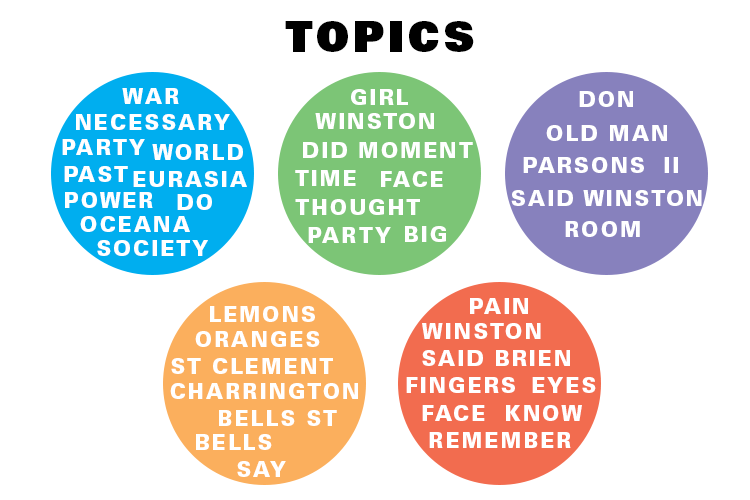 TOPICS
WAR
NECESSARY
PARTY WORLD
PAST EURASIA
POWER DO
OCEANA
SOCIETY
GIRL
WINSTON
DID MOMENT
TIME FACE
THOUGHT
PARTY BIG
DON
OLD MAN
PARSONS II
SAID WINSTON
ROOM
LEMONS
ORANGES
ST CLEMENT
CHARRINGTON
BELLS ST
BELLS
SAY
PAIN
WINSTON
SAID BRIEN
FINGERS EYES
FACE KNOW
REMEMBER